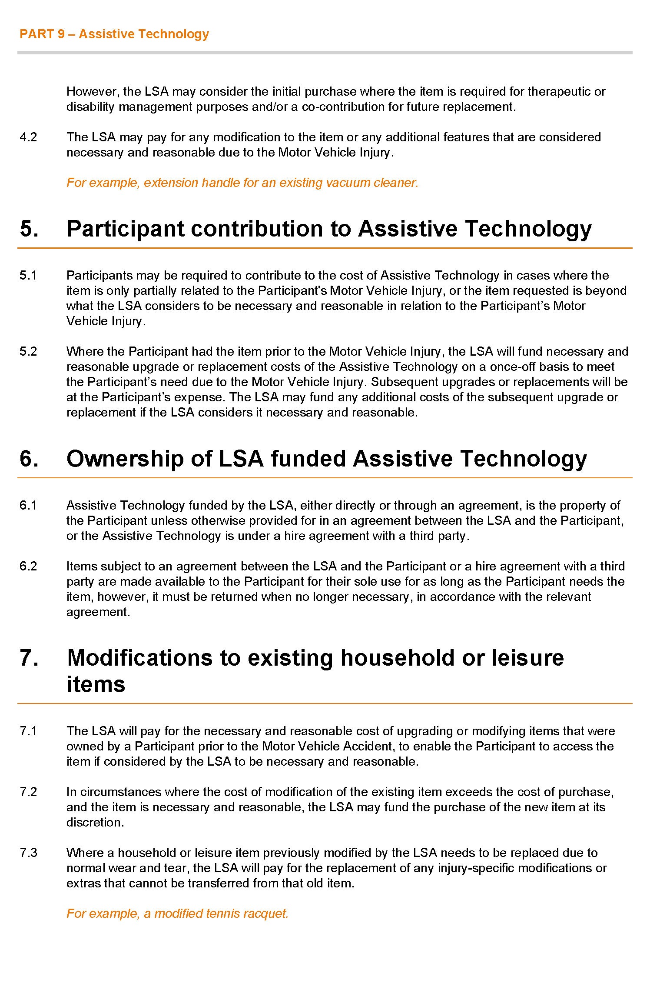 PART 9 – Assistive Technology
However, the LSA may consider the initial purchase where the item is required for therapeutic or
disability management purposes and/or a co-contribution for future replacement.
4.2 The LSA may pay for any modification to the item or any additional features that are considered
necessary and reasonable due to the Motor Vehicle Injury.
For example, extension handle for an existing vacuum cleaner.
5. Participant contribution to Assistive Technology
5.1 Participants may be required to contribute to the cost of Assistive Technology in cases where the
item is only partially related to the Participant's Motor Vehicle Injury, or the item requested is beyond
what the LSA considers to be necessary and reasonable in relation to the Participant’s Motor
Vehicle Injury.
5.2 Where the Participant had the item prior to the Motor Vehicle Injury, the LSA will fund necessary and
reasonable upgrade or replacement costs of the Assistive Technology on a once-off basis to meet
the Participant’s need due to the Motor Vehicle Injury. Subsequent upgrades or replacements will be
at the Participant’s expense. The LSA may fund any additional costs of the subsequent upgrade or
replacement if the LSA considers it necessary and reasonable.
6. Ownership of LSA funded Assistive Technology
6.1 Assistive Technology funded by the LSA, either directly or through an agreement, is the property of
the Participant unless otherwise provided for in an agreement between the LSA and the Participant,
or the Assistive Technology is under a hire agreement with a third party.
6.2 Items subject to an agreement between the LSA and the Participant or a hire agreement with a third
party are made available to the Participant for their sole use for as long as the Participant needs the
item, however, it must be returned when no longer necessary, in accordance with the relevant
agreement.
7. Modifications to existing household or leisure
items
7.1 The LSA will pay for the necessary and reasonable cost of upgrading or modifying items that were
owned by a Participant prior to the Motor Vehicle Accident, to enable the Participant to access the
item if considered by the LSA to be necessary and reasonable.
7.2 In circumstances where the cost of modification of the existing item exceeds the cost of purchase,
and the item is necessary and reasonable, the LSA may fund the purchase of the new item at its
discretion.
7.3 Where a household or leisure item previously modified by the LSA needs to be replaced due to
normal wear and tear, the LSA will pay for the replacement of any injury-specific modifications or
extras that cannot be transferred from that old item.
For example, a modified tennis racquet.